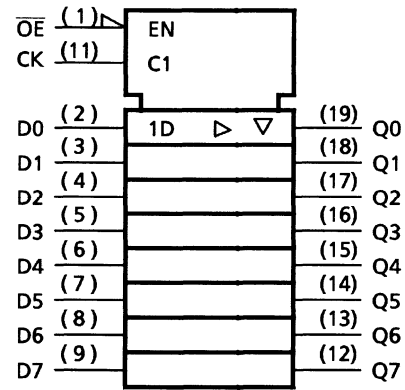 OE (1) EN
CK (11) C1
D0 (2) 1D (19) Q0
D1 (3) (18) Q1
D2 (4) (17) Q2
D3 (5) (16) Q3
D4 (6) (15) Q4
D5 (7) (14) Q5
D6 (8) (13) Q6
D7 (9) (12) Q7